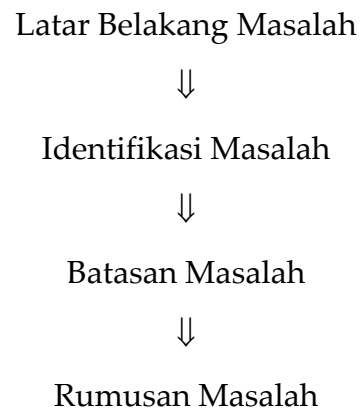 Latar Belakang Masalah
⇓
Identifikasi Masalah
⇓
Batasan Masalah
⇓
Rumusan Masalah